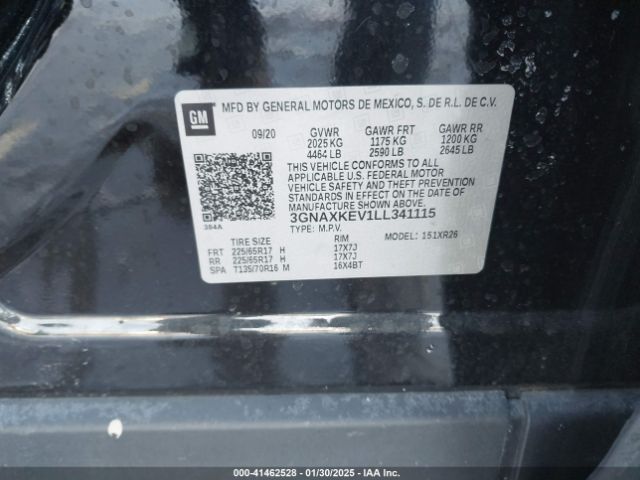 GM
MFD BY GENERAL MOTORS DE MEXICO, S. DE R.L. DE C.V.
09/20 GVWR GAWR FRT GAWR RR
2025 KG 1175 KG 1200 KG
4464 LB 2590 LB 2645 LB
THIS VEHICLE CONFORMS TO ALL
APPLICABLE U.S. FEDERAL MOTOR
VEHICLE SAFETY AND THEFT PREVENTION
STANDARDS IN EFFECT ON THE DATE OF
MANUFACTURE SHOWN ABOVE.
3GNAXKEV1LL341115
384A
TYPE: M.P.V. MODEL: 151XR26
TIRE SIZE RIM
FRT 225/65R17 H 17X7J
RR 225/65R17 H 17X7J
SPA T135/70R16 M 16X4BT
000-41462528 - 01/30/2025 - IAA Inc.